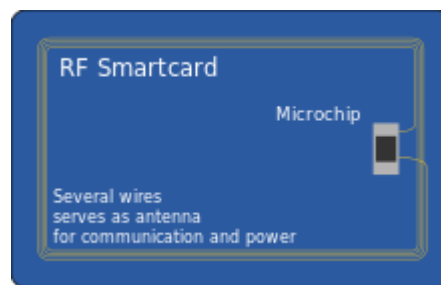 RF Smartcard
Microchip
Several wires
serves as antenna
for communication and power